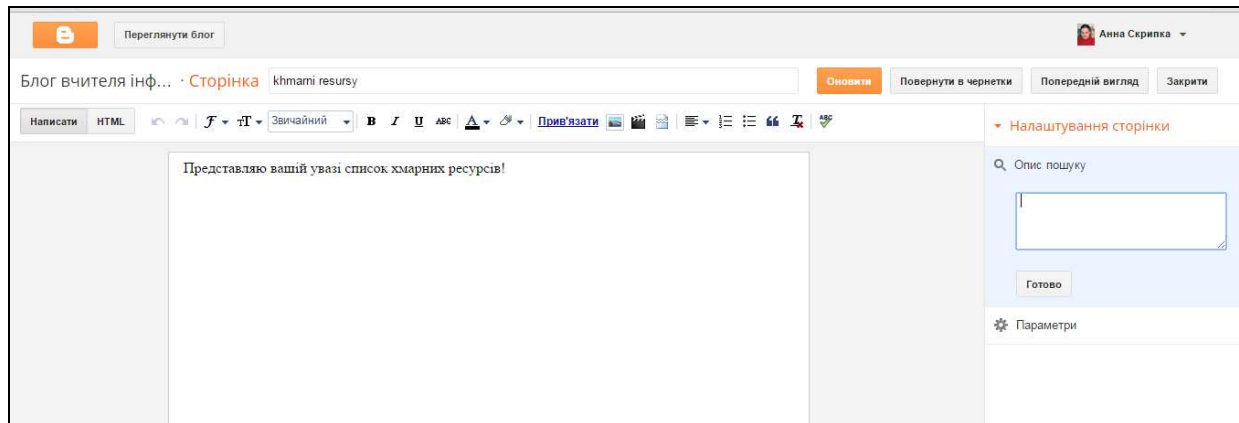 Переглянути блог
Анна Скрипка
Блог вчителя інф... · Сторінка khmarni resursy Оновити Повернути в чернетки Попередній вигляд Закрити
Написати HTML Звичайний B I U ABC A Прив'язати ABC
Налаштування сторінки
Представляю вашій увазі список хмарних ресурсів!
Опис пошуку
Готово
Параметри